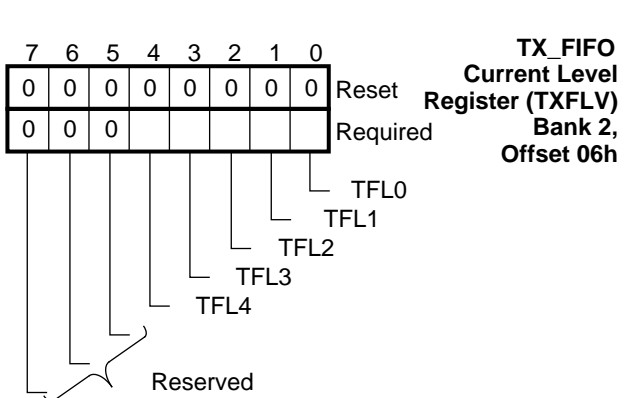 7 6 5 4 3 2 1 0
0 0 0 0 0 0 0 0 Reset
0 0 0 Required
TX_FIFO
Current Level
Register (TXFLV)
Bank 2,
Offset 06h
TFL0
TFL1
TFL2
TFL3
TFL4
Reserved